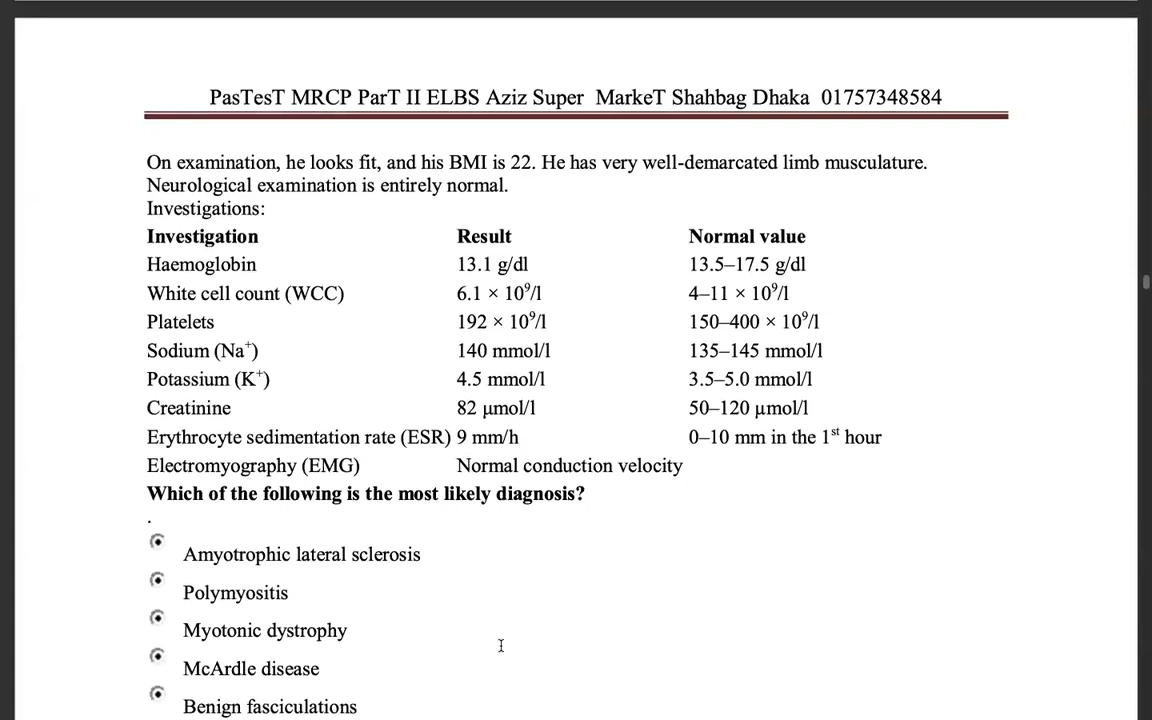 PasTesT MRCP ParT II ELBS Aziz Super MarkeT Shahbag Dhaka 01757348584
On examination, he looks fit, and his BMI is 22. He has very well-demarcated limb musculature.
Neurological examination is entirely normal.
Investigations:
Investigation Result Normal value
Haemoglobin 13.1 g/dl 13.5–17.5 g/dl
White cell count (WCC) 6.1 × 10⁹/l 4–11 × 10⁹/l
Platelets 192 × 10⁹/l 150–400 × 10⁹/l
Sodium (Na⁺) 140 mmol/l 135–145 mmol/l
Potassium (K⁺) 4.5 mmol/l 3.5–5.0 mmol/l
Creatinine 82 µmol/l 50–120 µmol/l
Erythrocyte sedimentation rate (ESR) 9 mm/h 0–10 mm in the 1ˢᵗ hour
Electromyography (EMG) Normal conduction velocity
Which of the following is the most likely diagnosis?
.
Amyotrophic lateral sclerosis
Polymyositis
Myotonic dystrophy
McArdle disease
Benign fasciculations